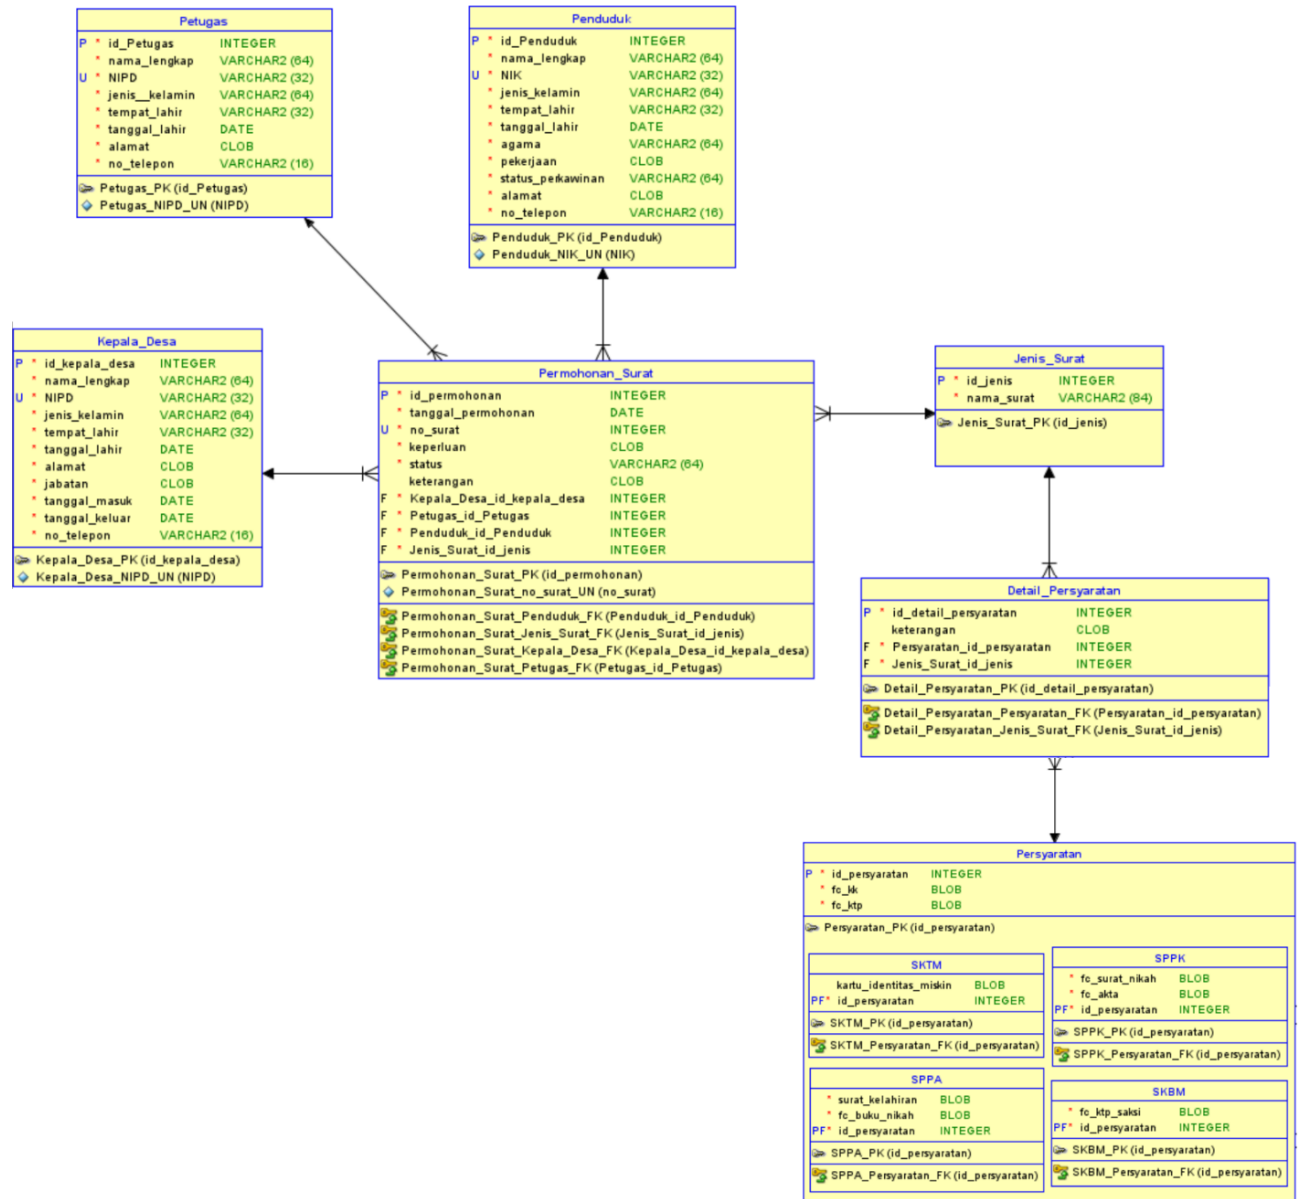 Petugas
P * id_Petugas INTEGER
* nama_lengkap VARCHAR2 (64)
U * NIPD VARCHAR2 (32)
* jenis__kelamin VARCHAR2 (64)
* tempat_lahir VARCHAR2 (32)
* tanggal_lahir DATE
* alamat CLOB
* no_telepon VARCHAR2 (16)
Petugas_PK (id_Petugas)
Petugas_NIPD_UN (NIPD)
Penduduk
P * id_Penduduk INTEGER
* nama_lengkap VARCHAR2 (64)
U * NIK VARCHAR2 (32)
* jenis_kelamin VARCHAR2 (64)
* tempat_lahir VARCHAR2 (32)
* tanggal_lahir DATE
* agama VARCHAR2 (64)
* pekerjaan CLOB
* status_perkawinan VARCHAR2 (64)
* alamat CLOB
* no_telepon VARCHAR2 (16)
Penduduk_PK (id_Penduduk)
Penduduk_NIK_UN (NIK)
Kepala_Desa
P * id_kepala_desa INTEGER
* nama_lengkap VARCHAR2 (64)
U * NIPD VARCHAR2 (32)
* jenis_kelamin VARCHAR2 (64)
* tempat_lahir VARCHAR2 (32)
* tanggal_lahir DATE
* alamat CLOB
* jabatan CLOB
* tanggal_masuk DATE
* tanggal_keluar DATE
* no_telepon VARCHAR2 (16)
Kepala_Desa_PK (id_kepala_desa)
Kepala_Desa_NIPD_UN (NIPD)
Permohonan_Surat
P * id_permohonan INTEGER
* tanggal_permohonan DATE
U * no_surat INTEGER
* keperluan CLOB
* status VARCHAR2 (64)
keterangan CLOB
F * Kepala_Desa_id_kepala_desa INTEGER
F * Petugas_id_Petugas INTEGER
F * Penduduk_id_Penduduk INTEGER
F * Jenis_Surat_id_jenis INTEGER
Permohonan_Surat_PK (id_permohonan)
Permohonan_Surat_no_surat_UN (no_surat)
Permohonan_Surat_Penduduk_FK (Penduduk_id_Penduduk)
Permohonan_Surat_Jenis_Surat_FK (Jenis_Surat_id_jenis)
Permohonan_Surat_Kepala_Desa_FK (Kepala_Desa_id_kepala_desa)
Permohonan_Surat_Petugas_FK (Petugas_id_Petugas)
Jenis_Surat
P * id_jenis INTEGER
* nama_surat VARCHAR2 (84)
Jenis_Surat_PK (id_jenis)
Detail_Persyaratan
P * id_detail_persyaratan INTEGER
keterangan CLOB
F * Persyaratan_id_persyaratan INTEGER
F * Jenis_Surat_id_jenis INTEGER
Detail_Persyaratan_PK (id_detail_persyaratan)
Detail_Persyaratan_Persyaratan_FK (Persyaratan_id_persyaratan)
Detail_Persyaratan_Jenis_Surat_FK (Jenis_Surat_id_jenis)
Persyaratan
P * id_persyaratan INTEGER
* fc_kk BLOB
* fc_ktp BLOB
Persyaratan_PK (id_persyaratan)
SKTM
kartu_identitas_miskin BLOB
PF* id_persyaratan INTEGER
SKTM_PK (id_persyaratan)
SKTM_Persyaratan_FK (id_persyaratan)
SPPK
* fc_surat_nikah BLOB
* fc_akta BLOB
PF* id_persyaratan INTEGER
SPPK_PK (id_persyaratan)
SPPK_Persyaratan_FK (id_persyaratan)
SPPA
* surat_kelahiran BLOB
* fc_buku_nikah BLOB
PF* id_persyaratan INTEGER
SPPA_PK (id_persyaratan)
SPPA_Persyaratan_FK (id_persyaratan)
SKBM
* fc_ktp_saksi BLOB
PF* id_persyaratan INTEGER
SKBM_PK (id_persyaratan)
SKBM_Persyaratan_FK (id_persyaratan)